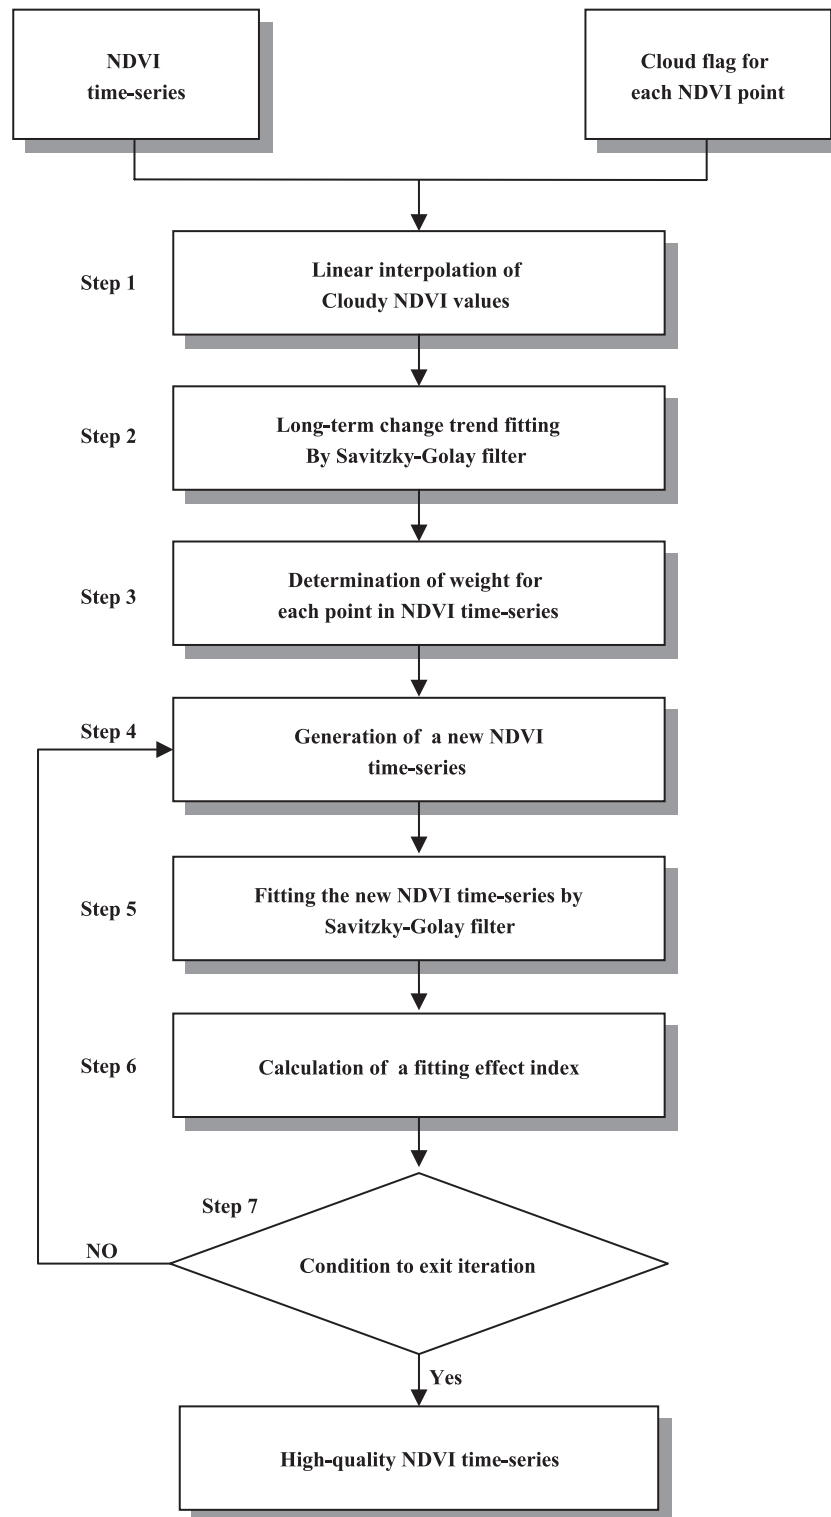 NDVI
time-series
Cloud flag for
each NDVI point
Step 1
Linear interpolation of
Cloudy NDVI values
Step 2
Long-term change trend fitting
By Savitzky-Golay filter
Step 3
Determination of weight for
each point in NDVI time-series
Step 4
Generation of a new NDVI
time-series
Step 5
Fitting the new NDVI time-series by
Savitzky-Golay filter
Step 6
Calculation of a fitting effect index
Step 7
NO
Condition to exit iteration
Yes
High-quality NDVI time-series